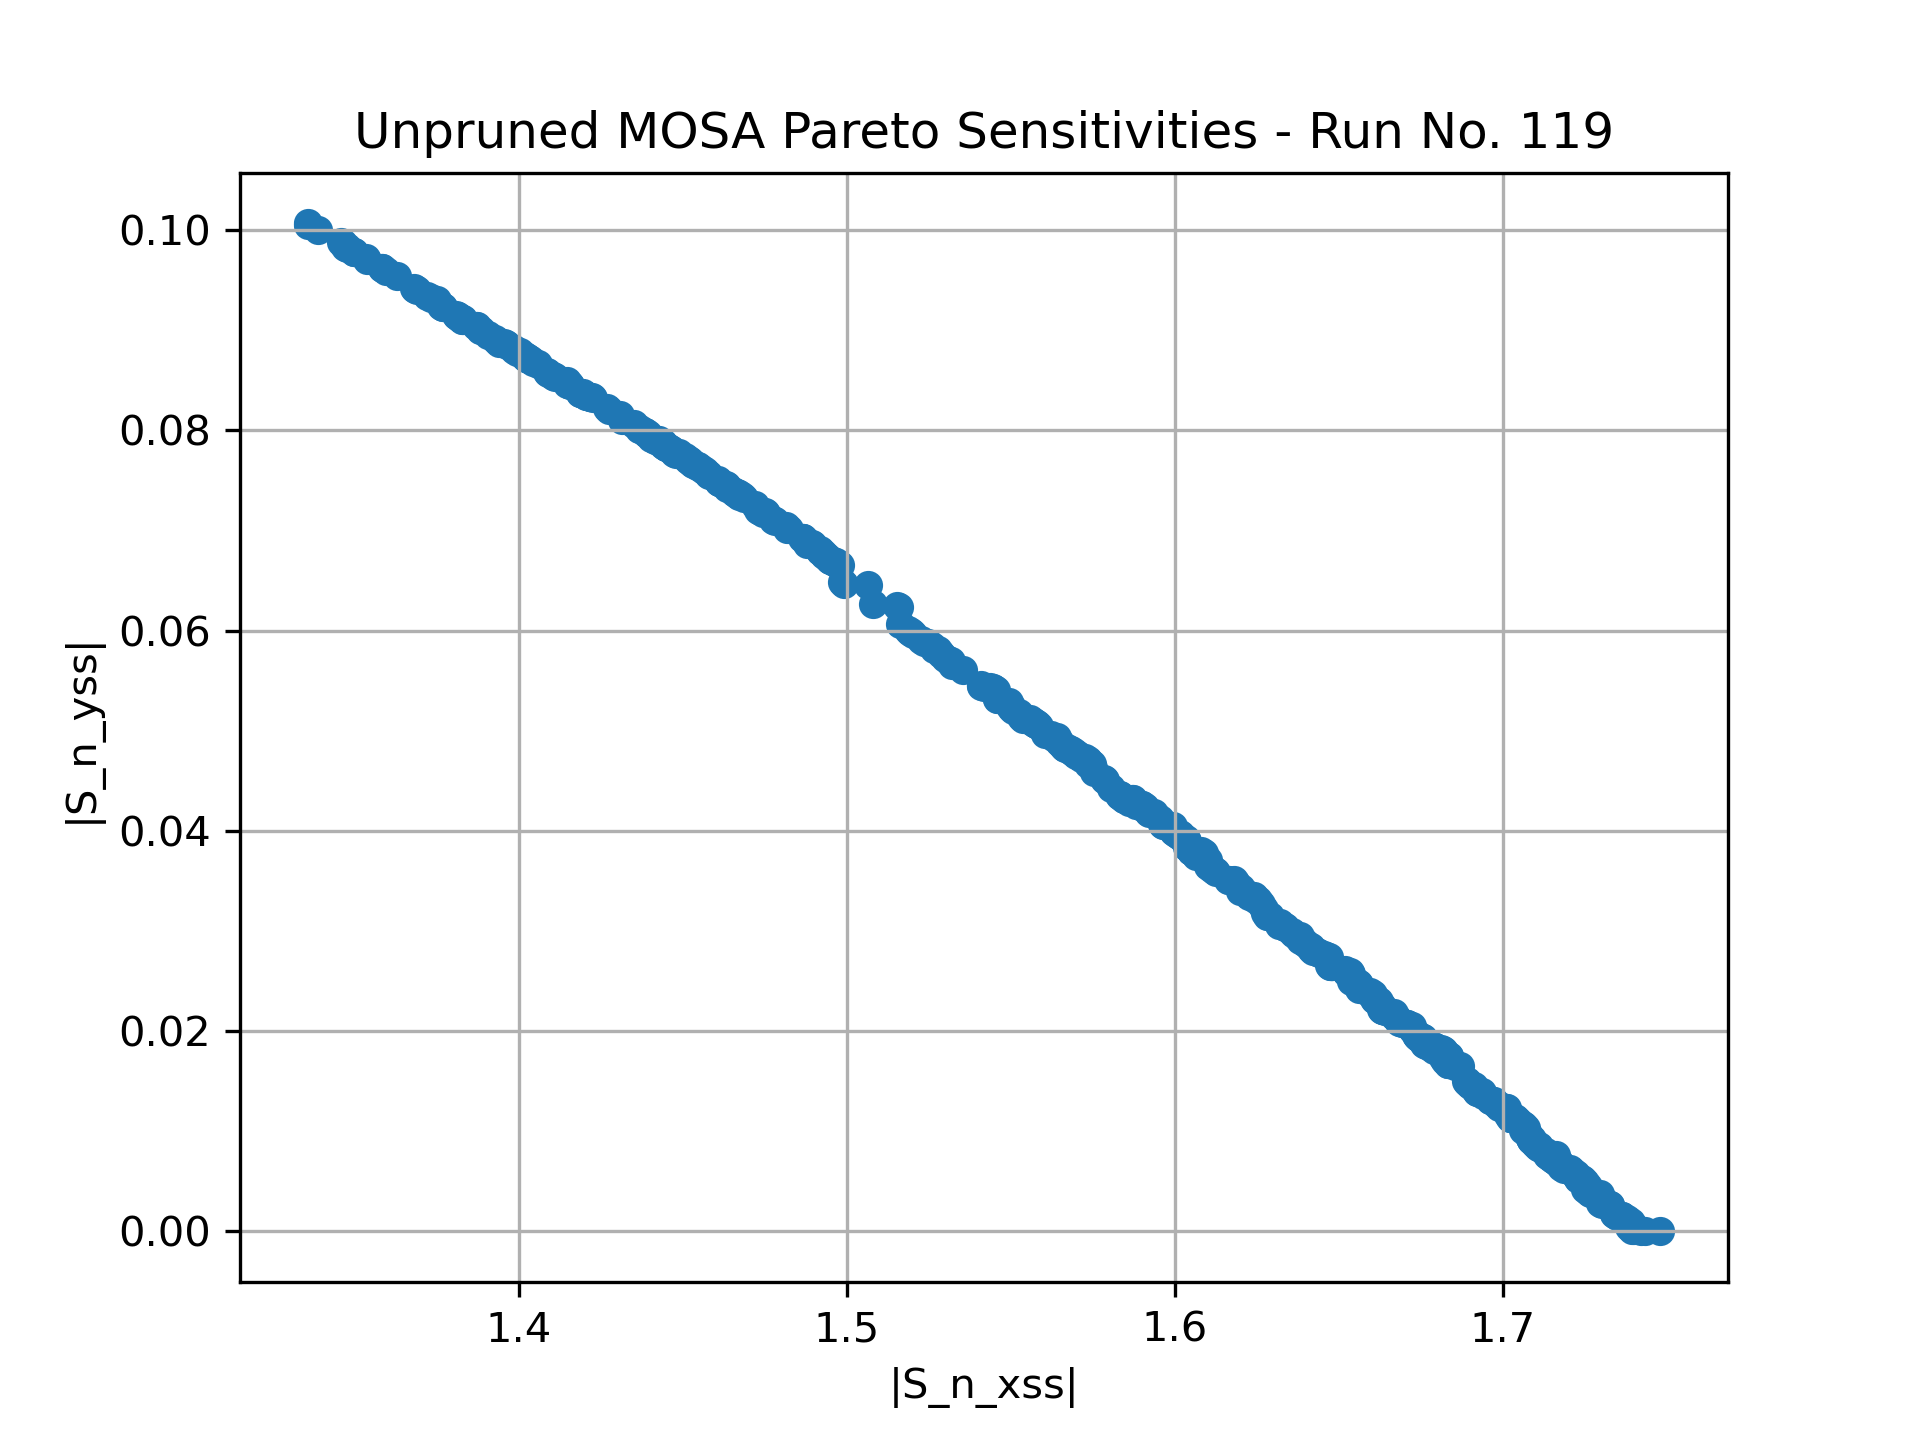 Unpruned MOSA Pareto Sensitivities - Run No. 119
|S_n_yss|
0.10
0.08
0.06
0.04
0.02
0.00
1.4 1.5 1.6 1.7
|S_n_xss|